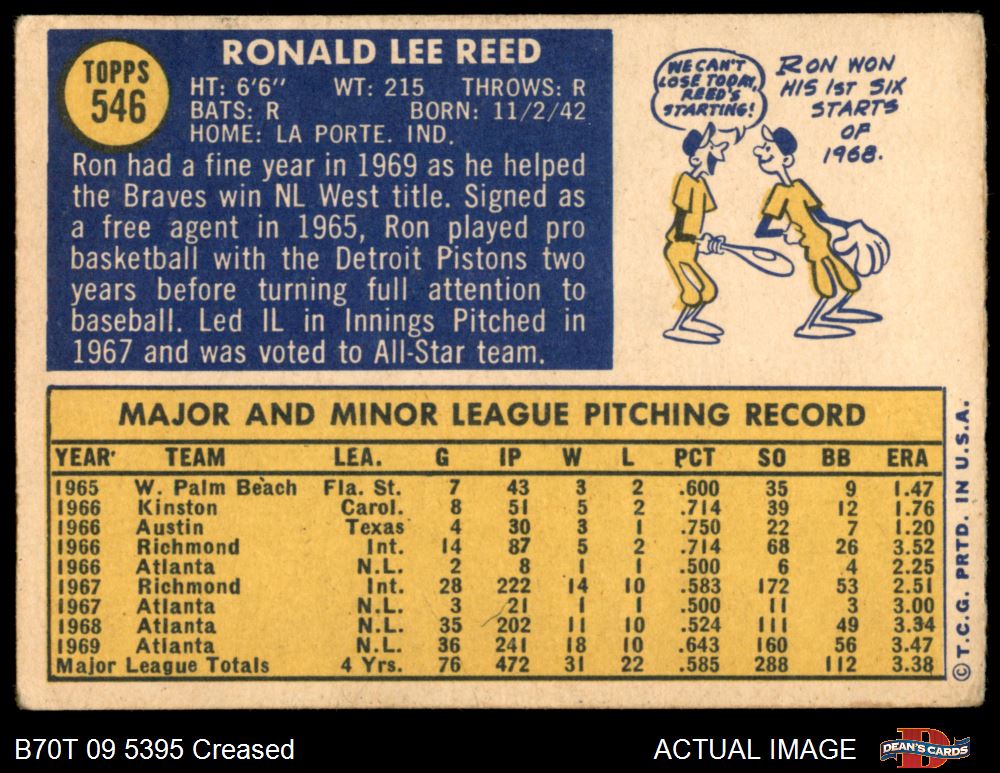 TOPPS
546
RONALD LEE REED
HT: 6'6" WT: 215 THROWS: R
BATS: R BORN: 11/2/42
HOME: LA PORTE. IND.
Ron had a fine year in 1969 as he helped
the Braves win NL West title. Signed as
a free agent in 1965, Ron played pro
basketball with the Detroit Pistons two
years before turning full attention to
baseball. Led IL in Innings Pitched in
1967 and was voted to All-Star team.
WE CAN'T
LOSE TODAY,
REED'S
STARTING!
RON WON
HIS 1ST SIX
STARTS
OF
1968.
MAJOR AND MINOR LEAGUE PITCHING RECORD
YEAR TEAM LEA. G IP W L PCT SO BB ERA
1965 W. Palm Beach Fla. St. 7 43 3 2 .600 35 9 1.47
1966 Kinston Carol. 8 51 5 2 .714 39 12 1.76
1966 Austin Texas 4 30 3 1 .750 22 7 1.20
1966 Richmond Int. 14 87 5 2 .714 68 26 3.52
1966 Atlanta N.L. 2 8 1 1 .500 6 4 2.25
1967 Richmond Int. 28 222 14 10 .583 172 53 2.51
1967 Atlanta N.L. 3 21 1 1 .500 11 3 3.00
1968 Atlanta N.L. 35 202 11 10 .524 111 49 3.34
1969 Atlanta N.L. 36 241 18 10 .643 160 56 3.47
Major League Totals 4 Yrs. 76 472 31 22 .585 288 112 3.38
© T.C.G. PRTD. IN U.S.A.
B70T 09 5395 Creased
ACTUAL IMAGE
D
DEAN'S CARDS